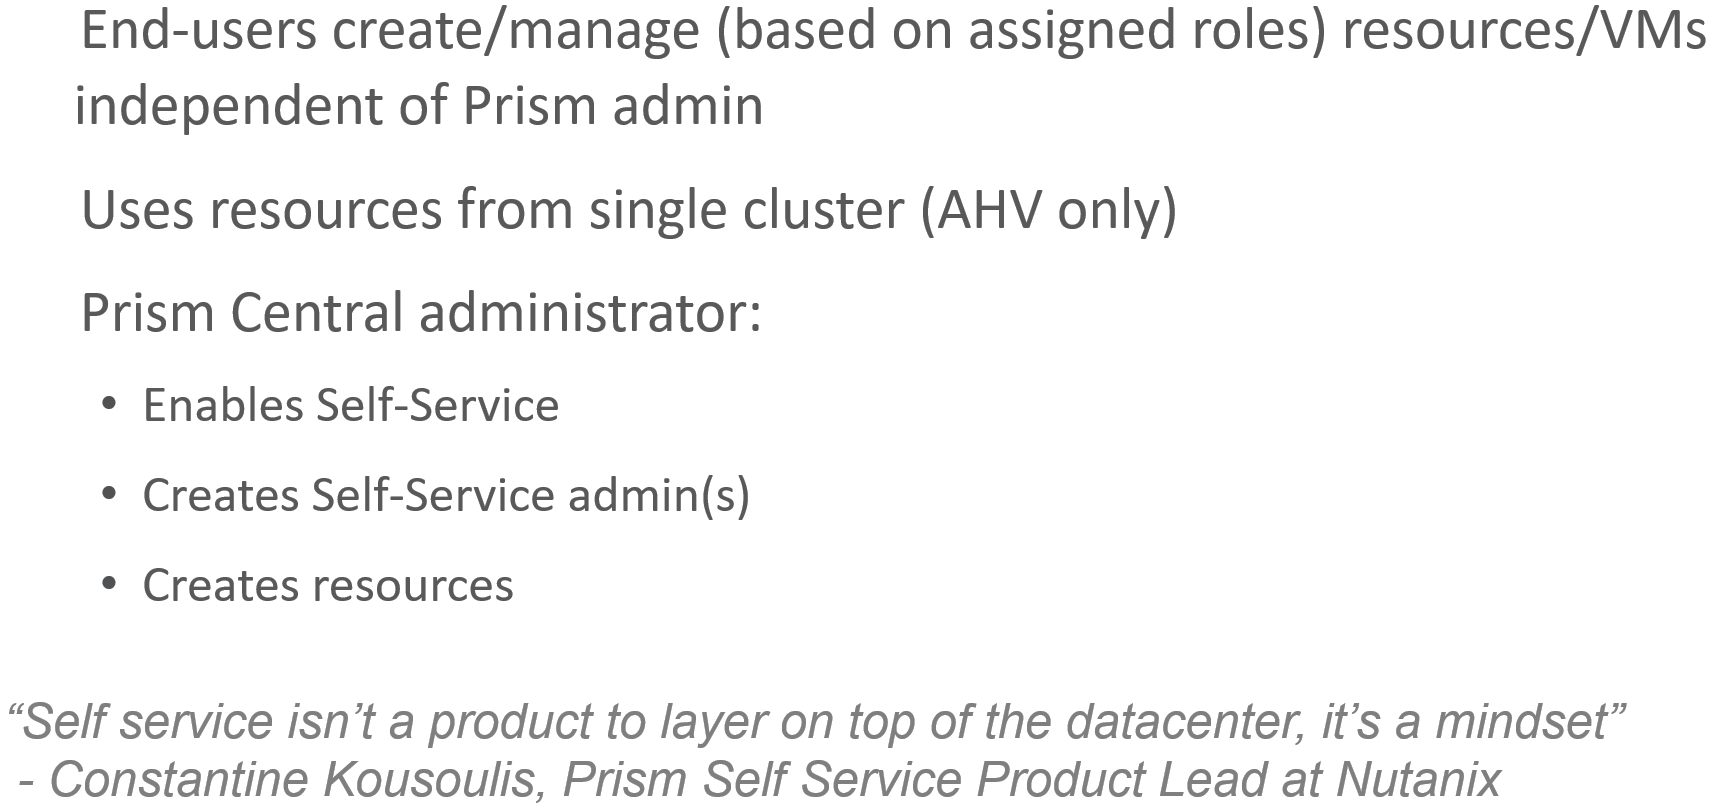 End-users create/manage (based on assigned roles) resources/VMs
independent of Prism admin
Uses resources from single cluster (AHV only)
Prism Central administrator:
• Enables Self-Service
• Creates Self-Service admin(s)
• Creates resources
“Self service isn’t a product to layer on top of the datacenter, it’s a mindset”
- Constantine Kousoulis, Prism Self Service Product Lead at Nutanix